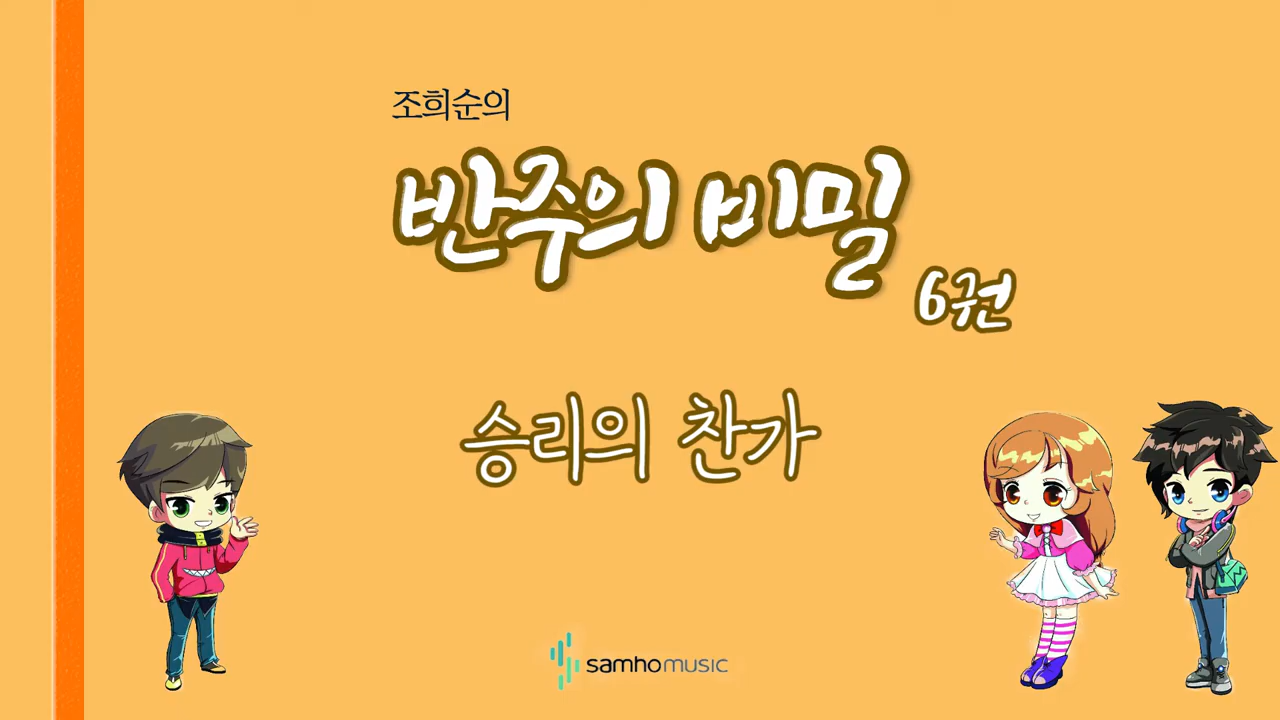 조희순의
반주의 비밀
6권
승리의 찬가
samhomusic